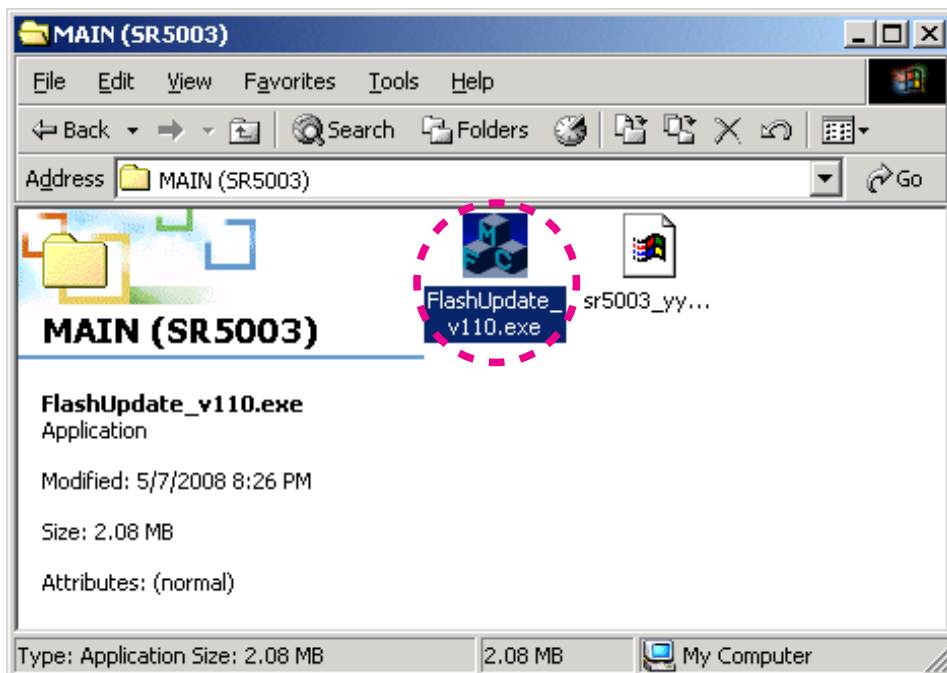 MAIN (SR5003)
File Edit View Favorites Tools Help
Back Search Folders
Address MAIN (SR5003) Go
MFC
FlashUpdate_
v110.exe
sr5003_yy...
MAIN (SR5003)
FlashUpdate_v110.exe
Application
Modified: 5/7/2008 8:26 PM
Size: 2.08 MB
Attributes: (normal)
Type: Application Size: 2.08 MB 2.08 MB My Computer